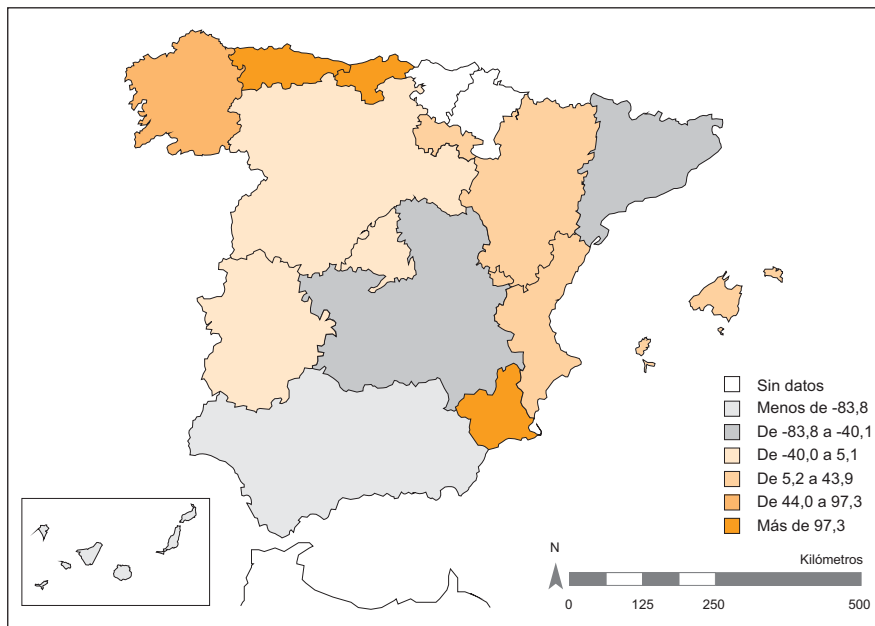 Sin datos
Menos de -83,8
De -83,8 a -40,1
De -40,0 a 5,1
De 5,2 a 43,9
De 44,0 a 97,3
Más de 97,3
N
Kilómetros
0 125 250 500